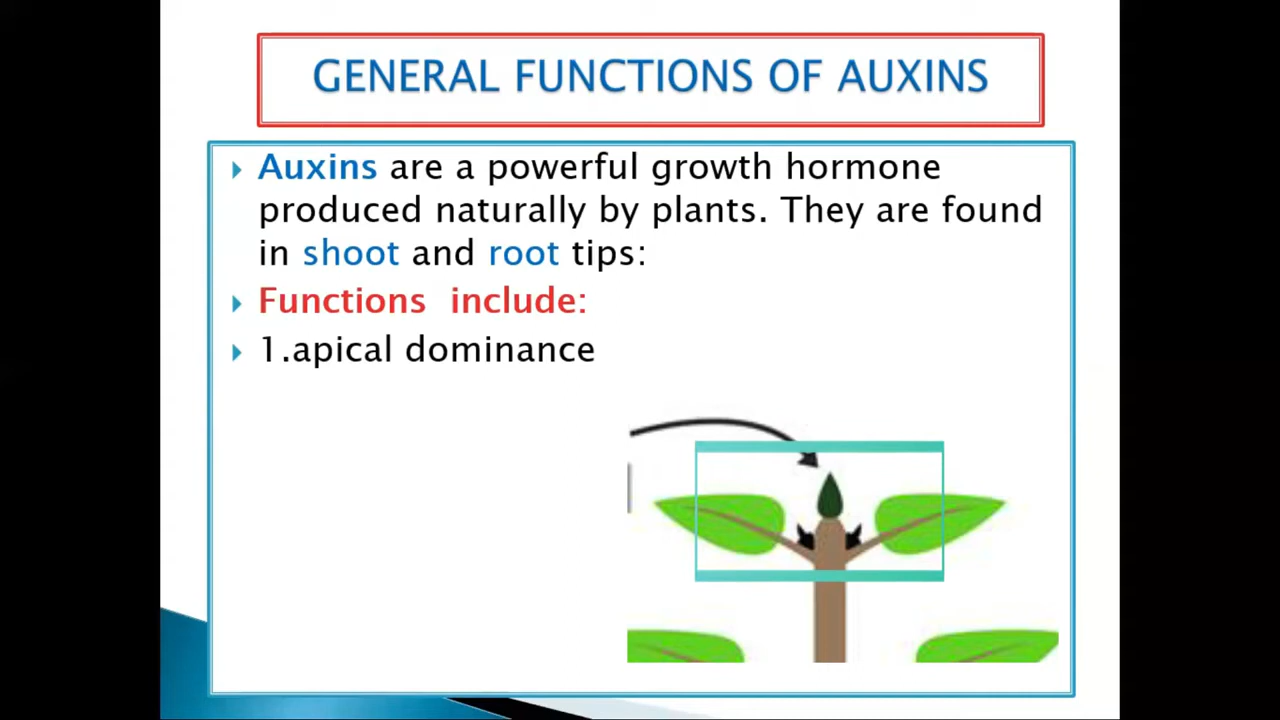 GENERAL FUNCTIONS OF AUXINS
Auxins are a powerful growth hormone
produced naturally by plants. They are found
in shoot and root tips:
Functions include:
1.apical dominance